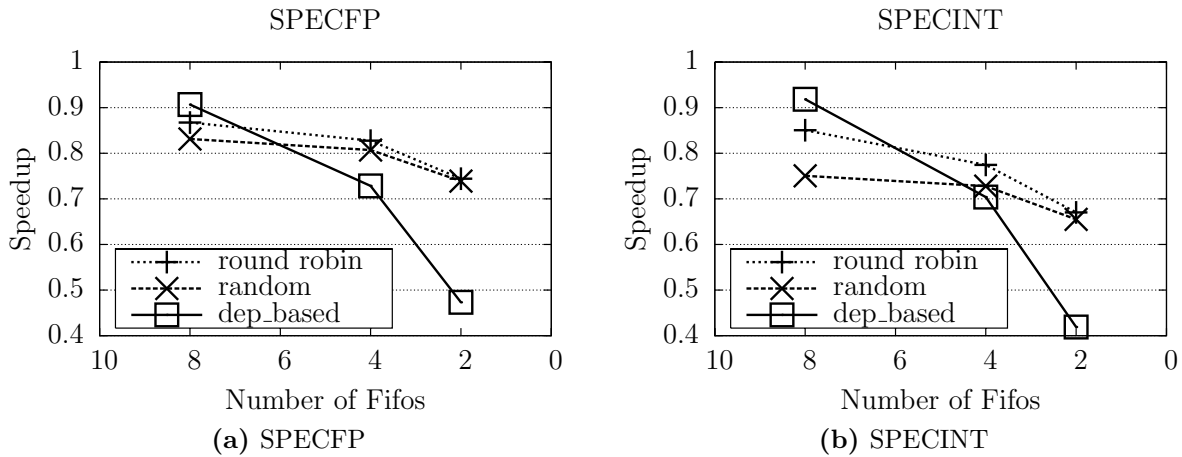 SPECFP
1
0.9
0.8
0.7
0.6
0.5
0.4
Speedup
round robin
random
dep_based
10 8 6 4 2 0
Number of Fifos
(a) SPECFP
SPECINT
1
0.9
0.8
0.7
0.6
0.5
0.4
Speedup
round robin
random
dep_based
10 8 6 4 2 0
Number of Fifos
(b) SPECINT